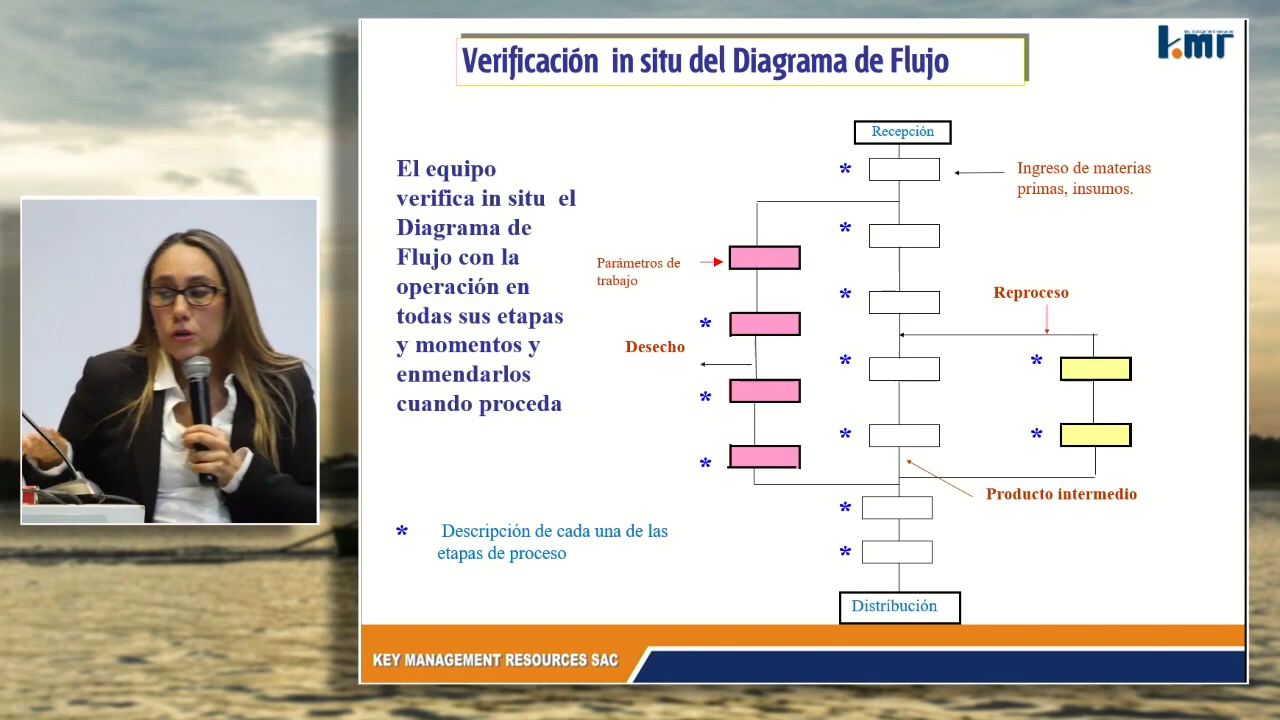 Verificación in situ del Diagrama de Flujo
kmr
El equipo
verifica in situ el
Diagrama de
Flujo con la
operación en
todas sus etapas
y momentos y
enmendarlos
cuando proceda
Recepción
*
Ingreso de materias
primas, insumos.
*
Parámetros de
trabajo
*
Reproceso
*
Desecho
*
*
*
*
*
*
Producto intermedio
*
* Descripción de cada una de las
etapas de proceso
*
Distribución
KEY MANAGEMENT RESOURCES SAC